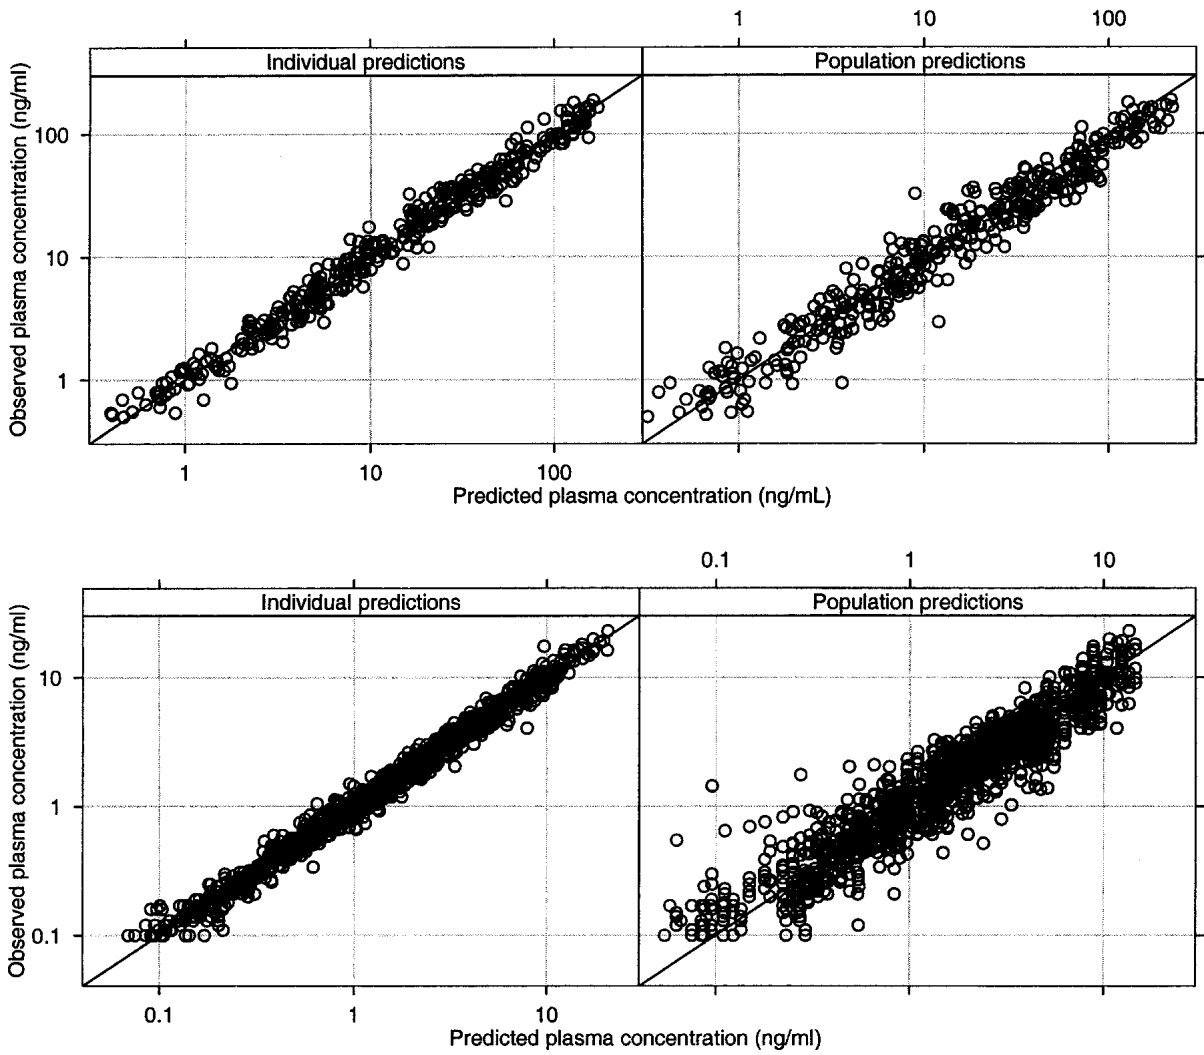 1 10 100
Individual predictions Population predictions
Observed plasma concentration (ng/ml)
100
10
1
1 10 100
Predicted plasma concentration (ng/mL)
0.1 1 10
Individual predictions Population predictions
Observed plasma concentration (ng/ml)
10
1
0.1
0.1 1 10
Predicted plasma concentration (ng/ml)